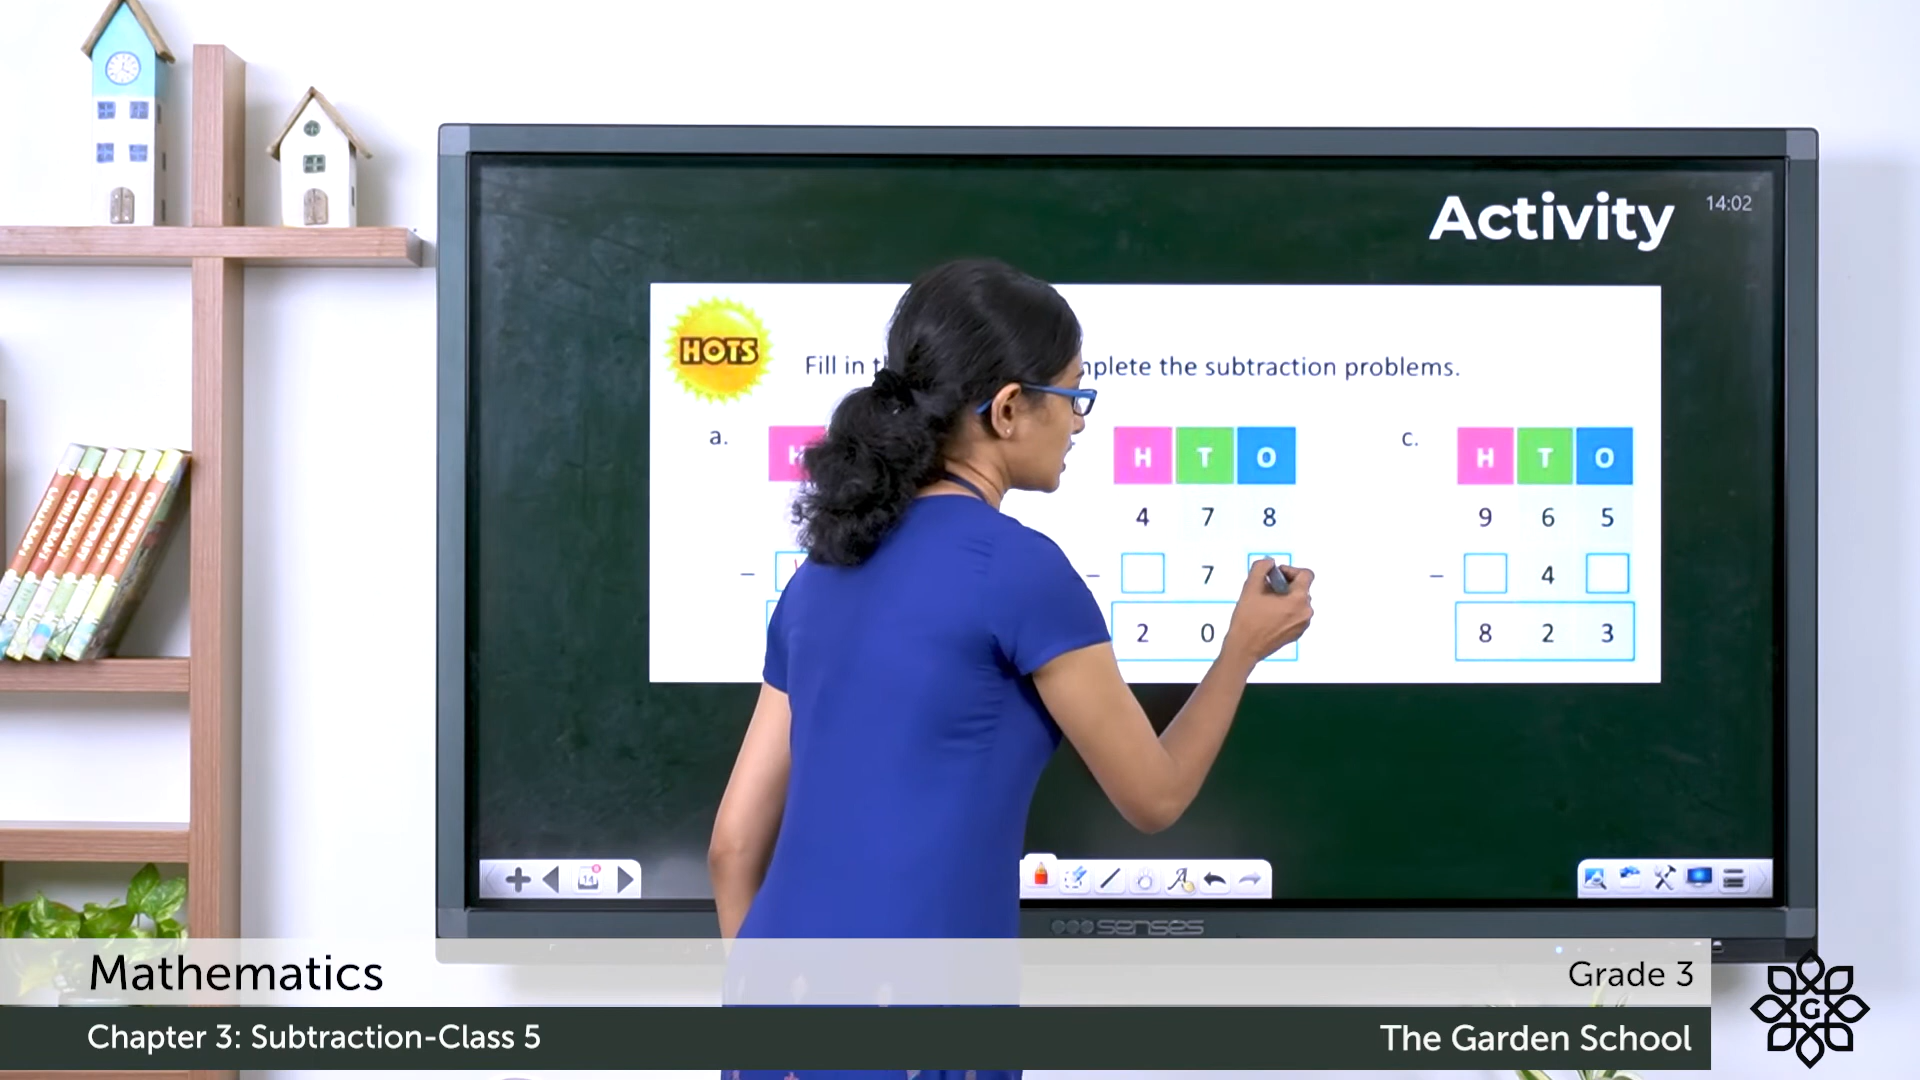 Activity 14:02
HOTS
Fill in the subtraction problems.
a. H T O c. H T O
4 7 8 9 6 5
– – 7 – 4
2 0 8 2 3
senses
Mathematics
Grade 3
Chapter 3: Subtraction-Class 5
The Garden School
G